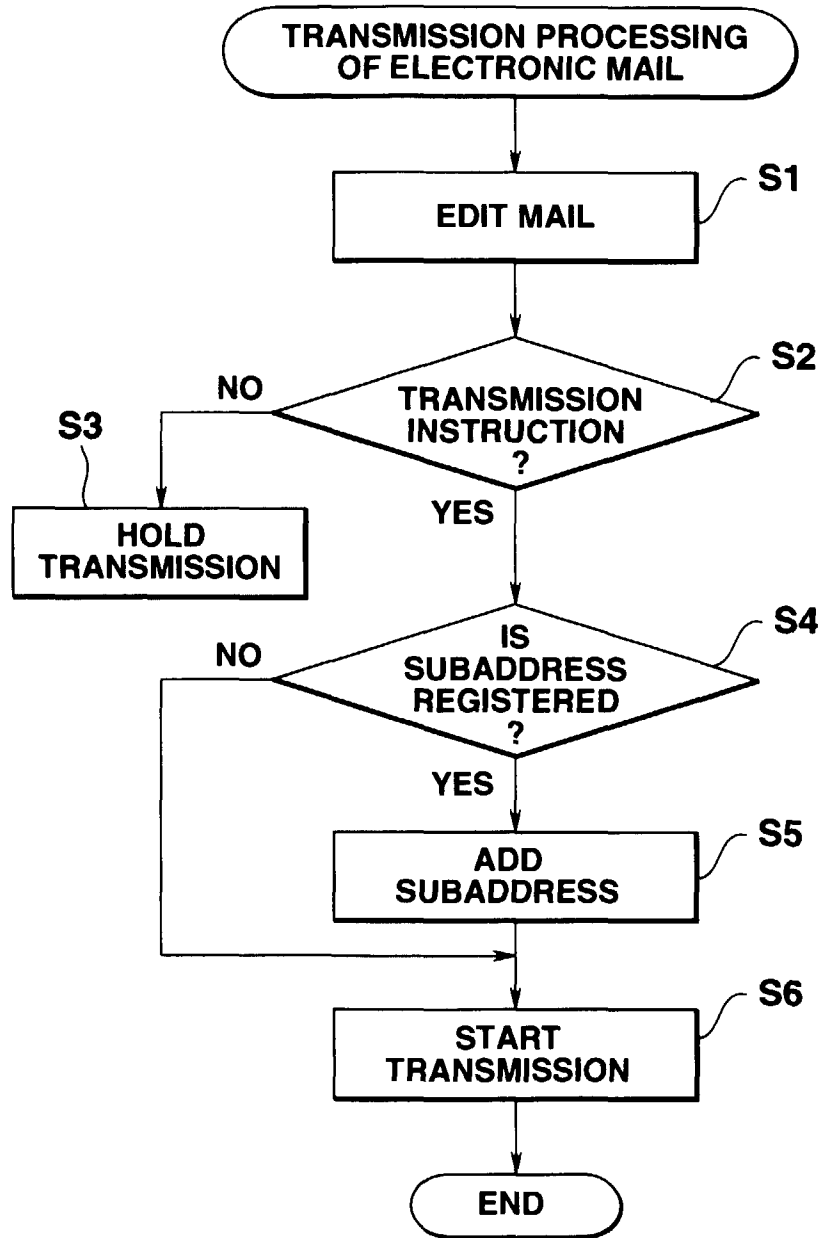 TRANSMISSION PROCESSING
OF ELECTRONIC MAIL
S1
EDIT MAIL
S2
NO
TRANSMISSION
INSTRUCTION
?
S3
YES
HOLD
TRANSMISSION
S4
NO
IS
SUBADDRESS
REGISTERED
?
YES
S5
ADD
SUBADDRESS
S6
START
TRANSMISSION
END